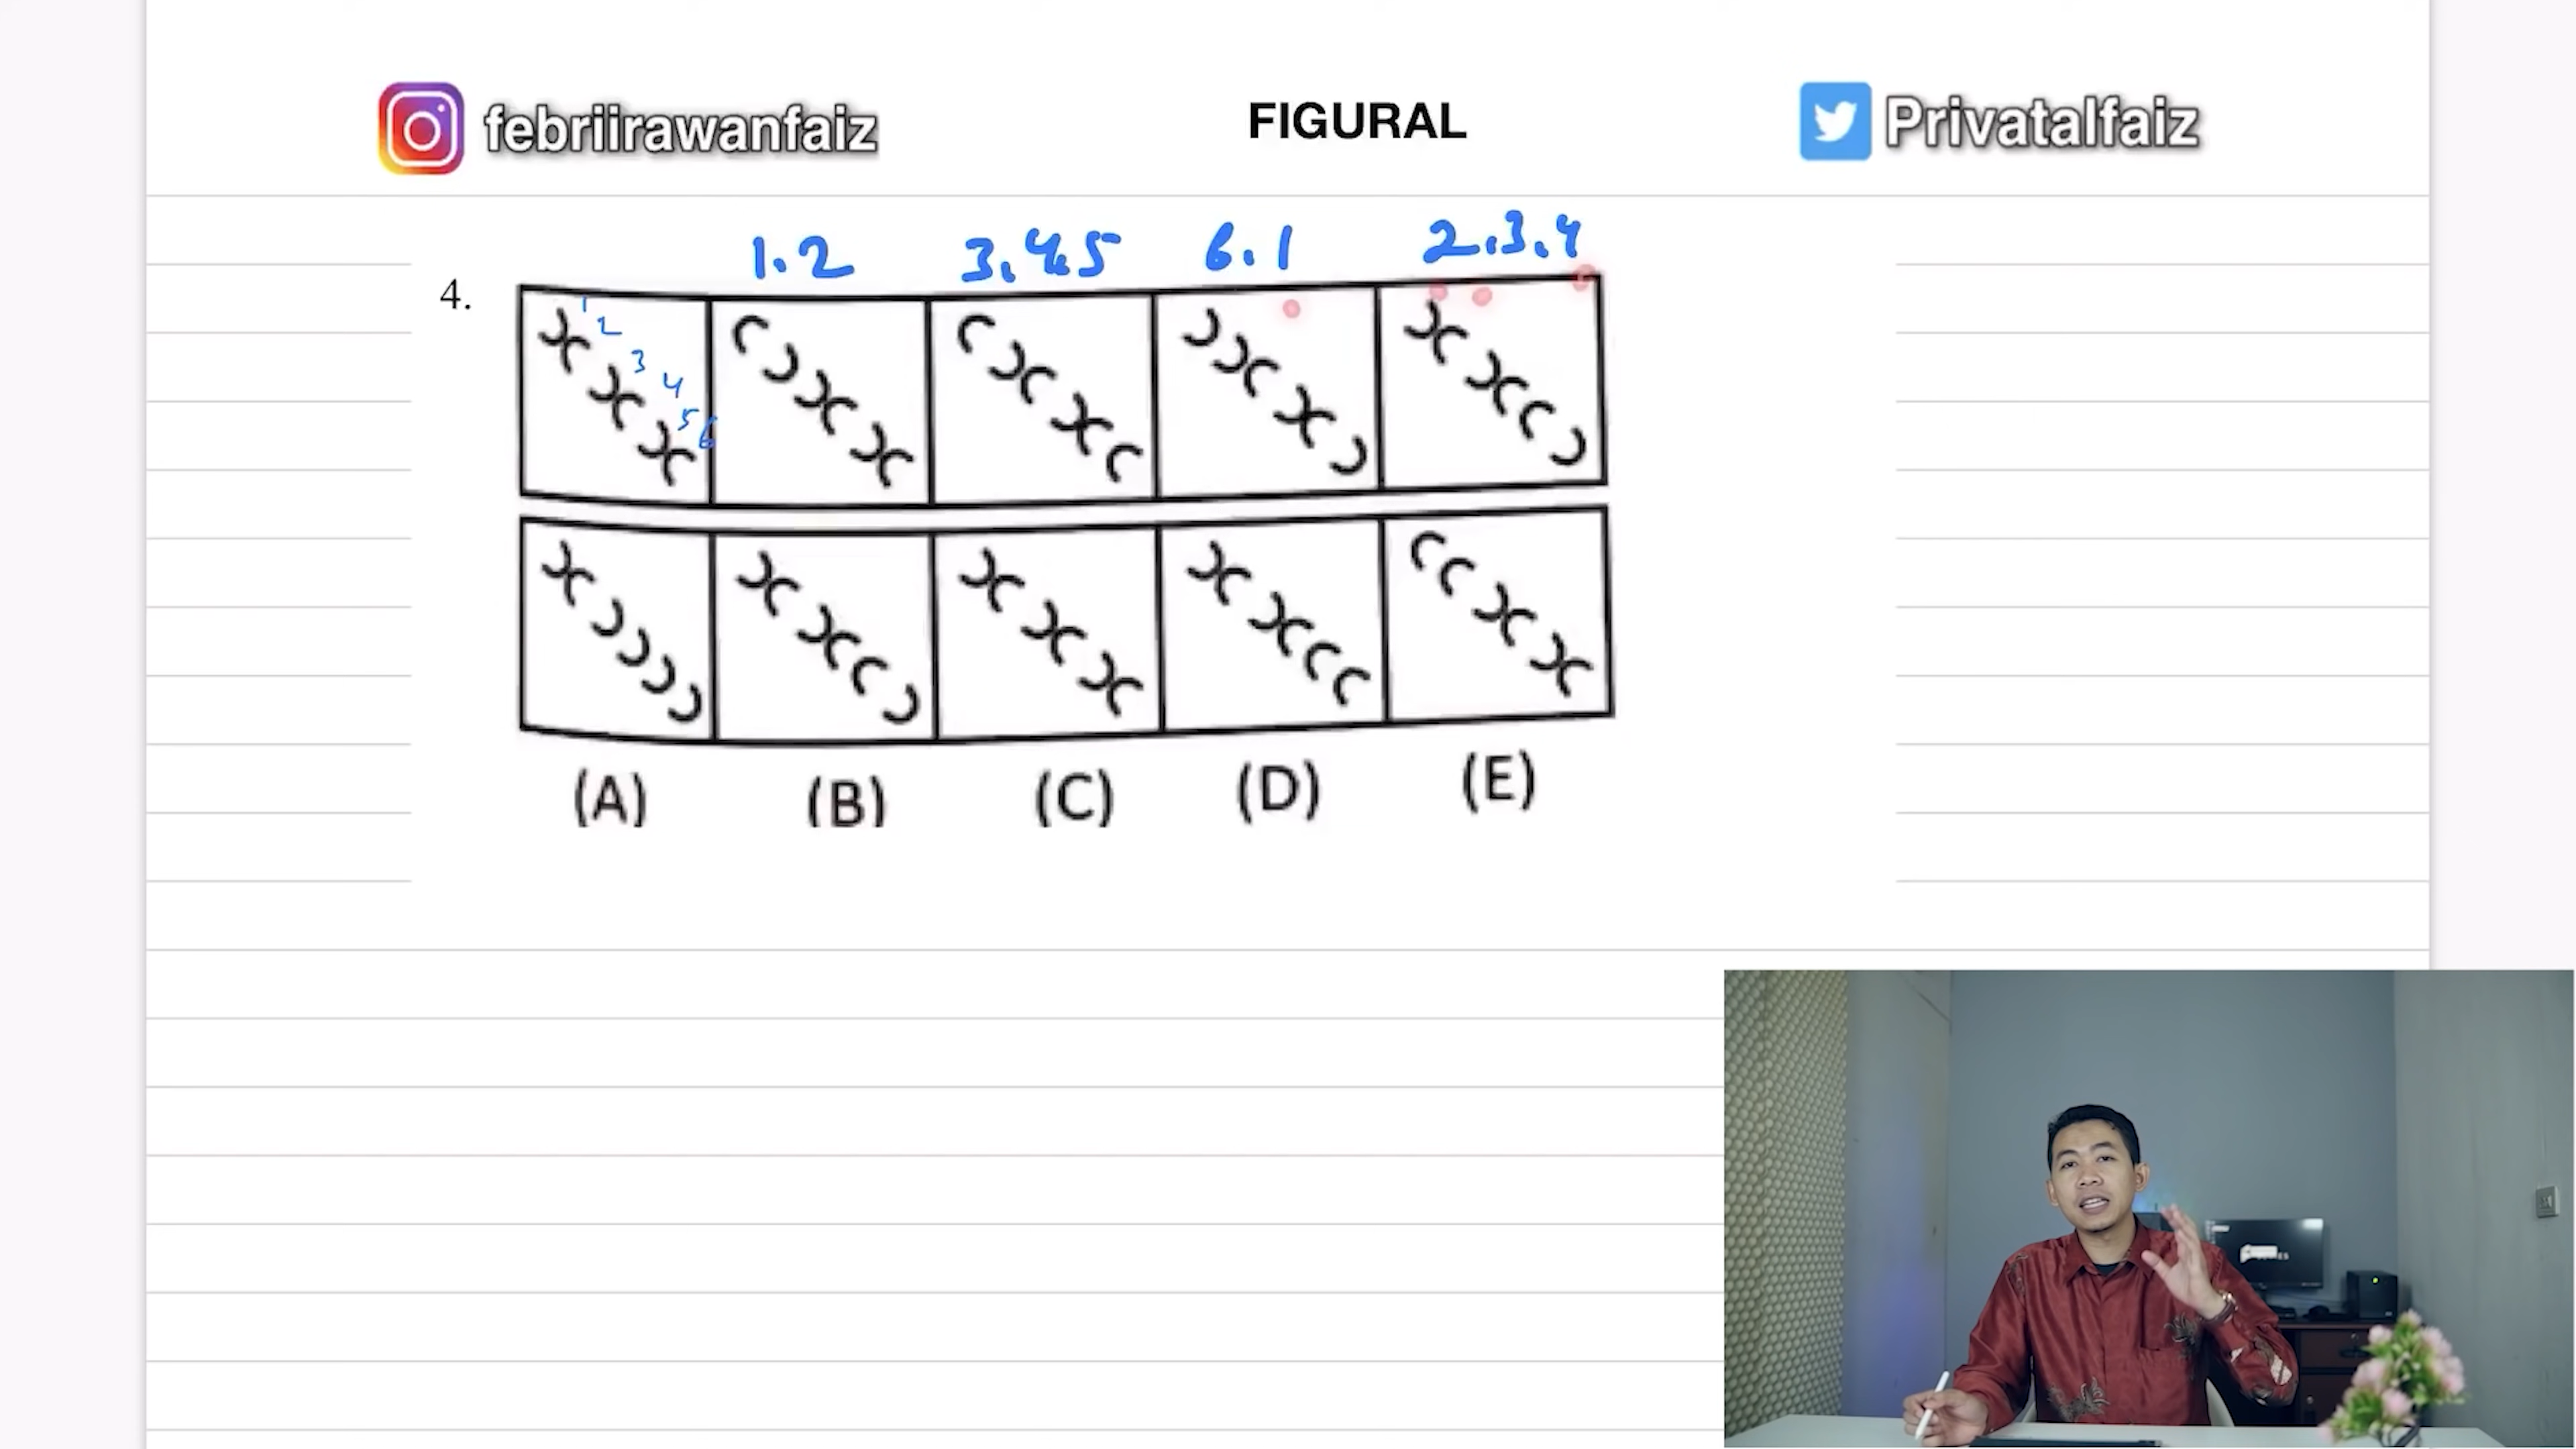 febriirawanfaiz
FIGURAL
Privatalfaiz
1.2
3.4.5
6.1
2.3.4
4.
1
2
3
4
5
6
(A)
(B)
(C)
(D)
(E)